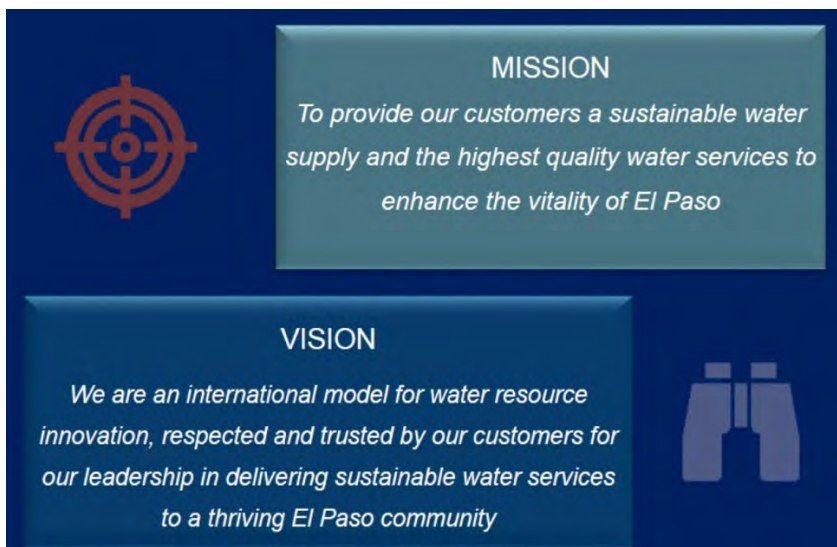 MISSION
To provide our customers a sustainable water
supply and the highest quality water services to
enhance the vitality of El Paso
VISION
We are an international model for water resource
innovation, respected and trusted by our customers for
our leadership in delivering sustainable water services
to a thriving El Paso community